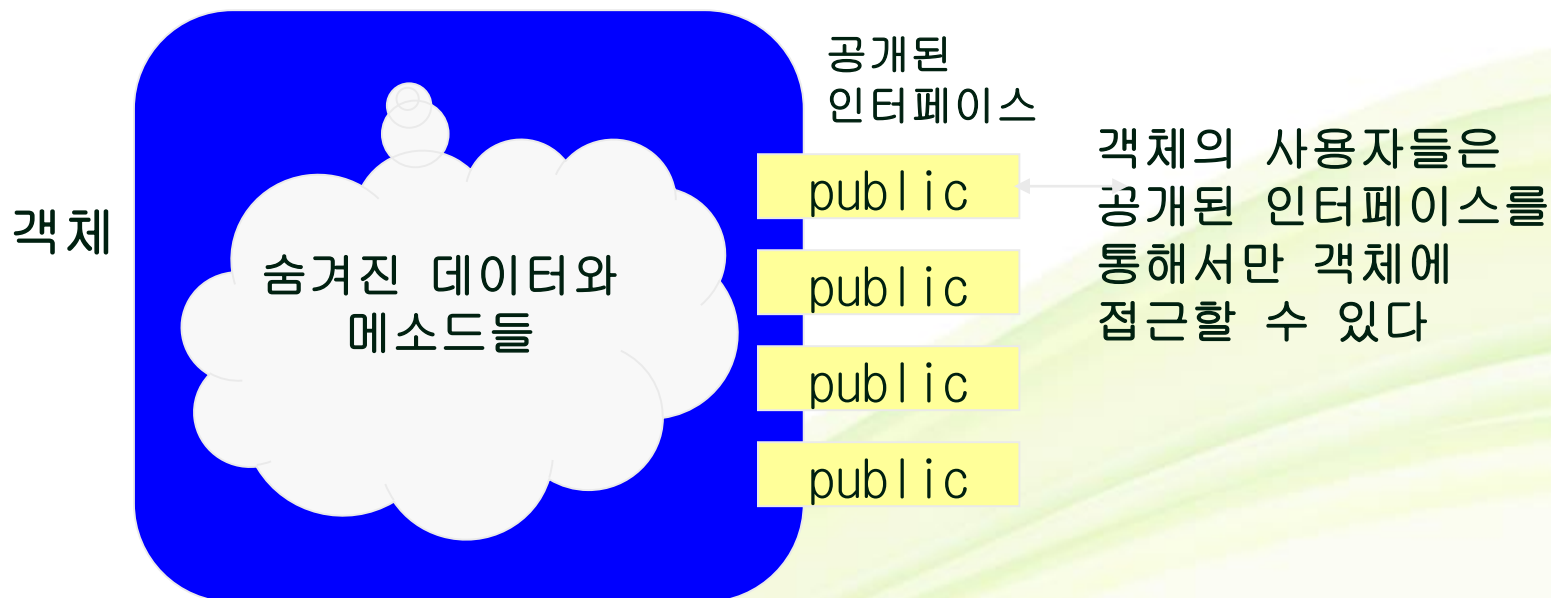 객체
숨겨진 데이터와
메소드들
공개된
인터페이스
public
public
public
public
객체의 사용자들은
공개된 인터페이스를
통해서만 객체에
접근할 수 있다